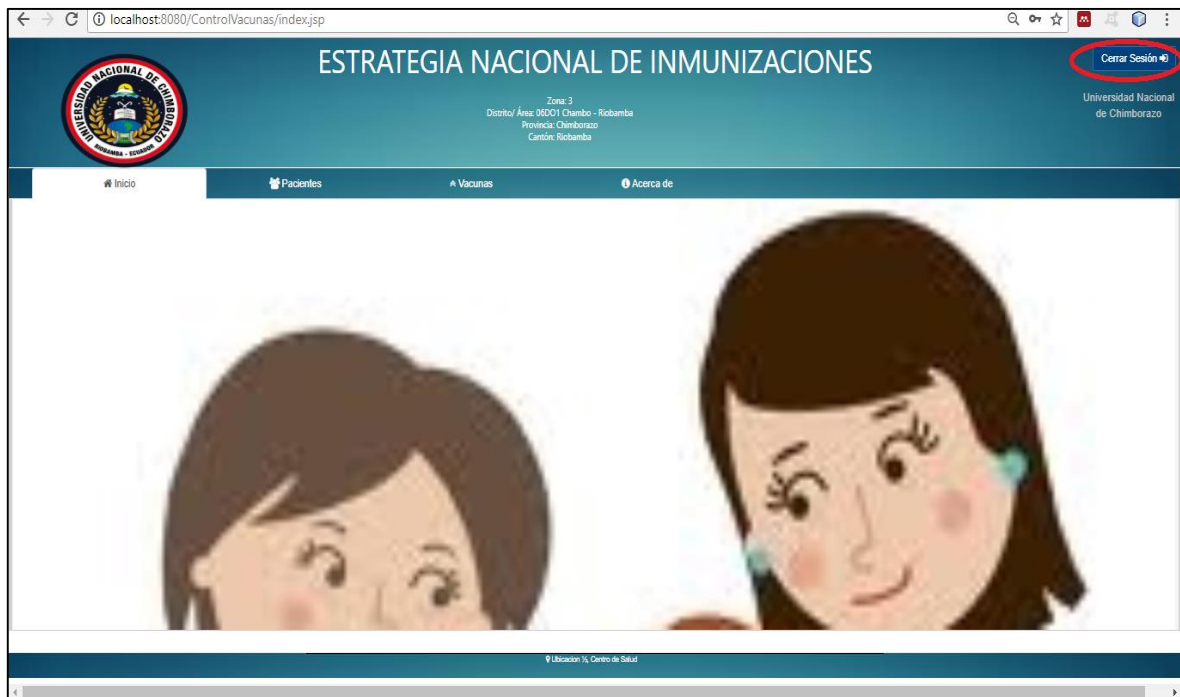 localhost:8080/ControlVacunas/index.jsp
ESTRATEGIA NACIONAL DE INMUNIZACIONES
Cerrar Sesión
Zona: 3
Distrito/ Área: 06DO1 Chambo - Riobamba
Provincia: Chimborazo
Cantón: Riobamba
Universidad Nacional
de Chimborazo
UNIVERSIDAD NACIONAL DE CHIMBORAZO
RIOBAMBA - ECUADOR
Inicio
Pacientes
Vacunas
Acerca de
Ubicacion ½, Centro de Salud